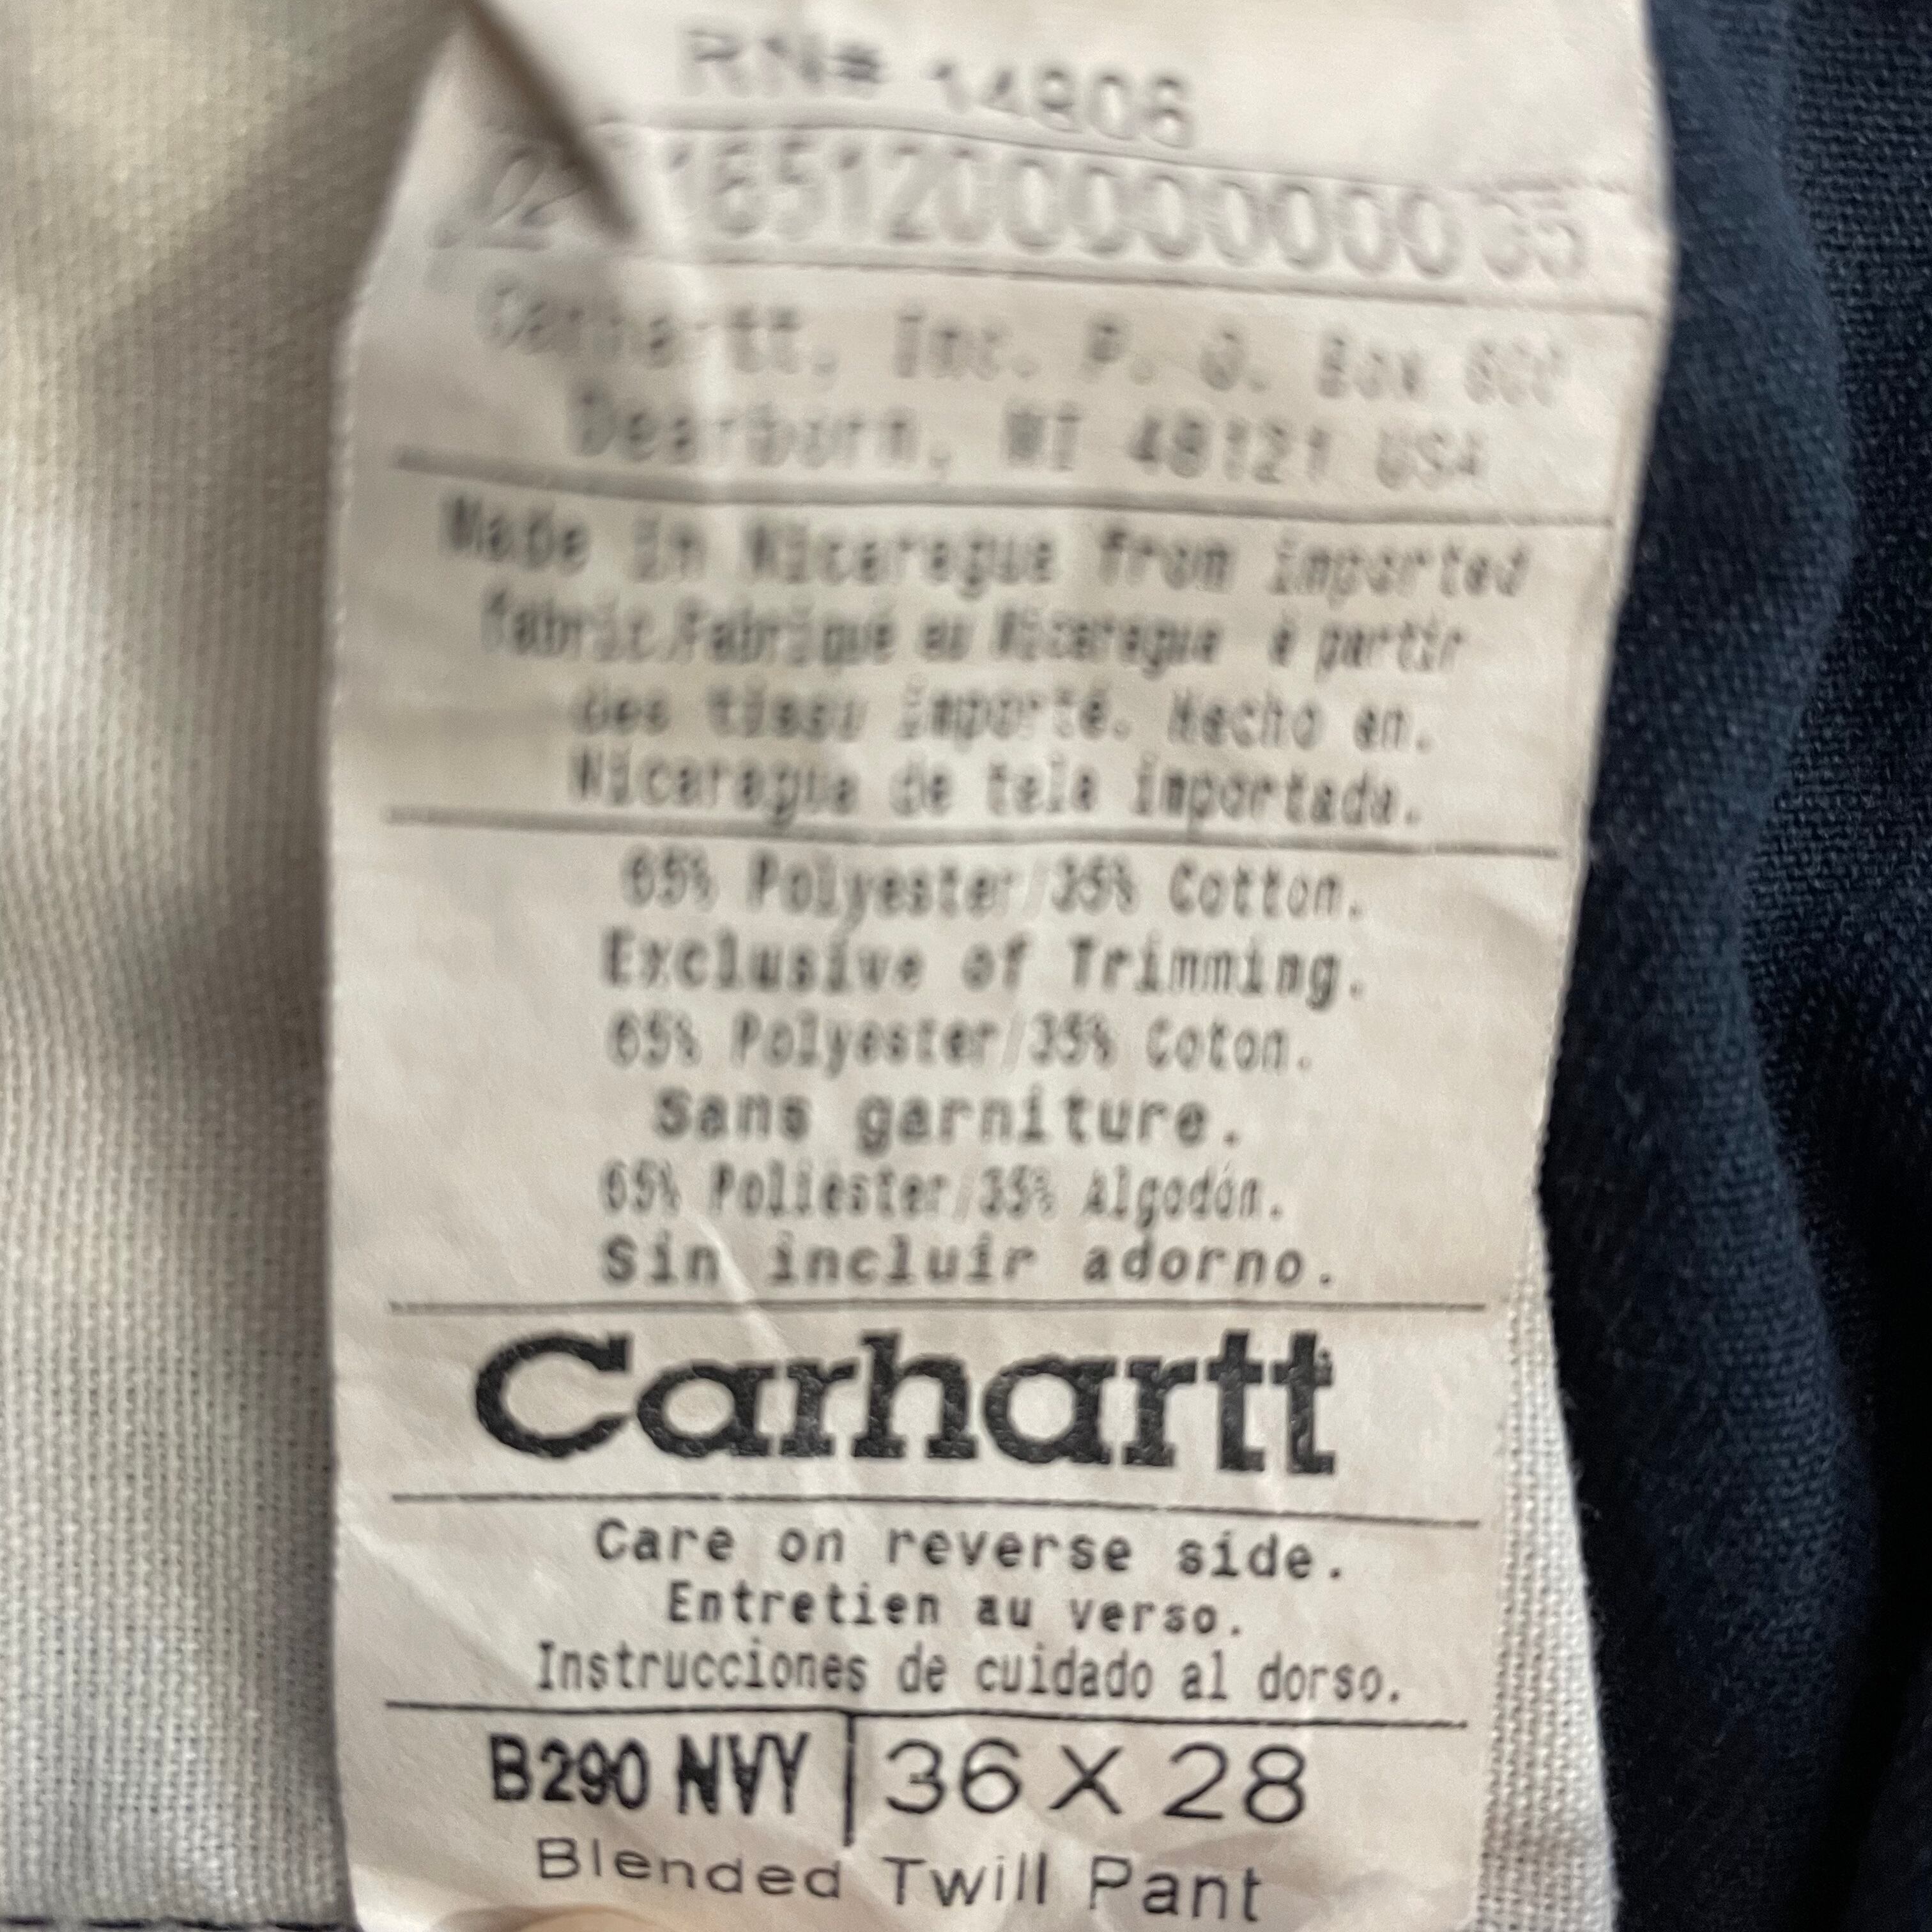 RN# 14806
Carhartt, Inc. P. O. Box
Dearborn, MI 48121 USA
Made in Nicaragua from imported
fabric.Fabriqué au Nicaragua à partir
des tissu importé. Hecho en.
Nicaragua de tela importada.
65% Polyester/35% Cotton.
Exclusive of Trimming.
65% Polyester/35% Coton.
Sans garniture.
65% Poliester/35% Algodón.
Sin incluir adorno.
Carhartt
Care on reverse side.
Entretien au verso.
Instrucciones de cuidado al dorso.
B290 NVY 36 X 28
Blended Twill Pant